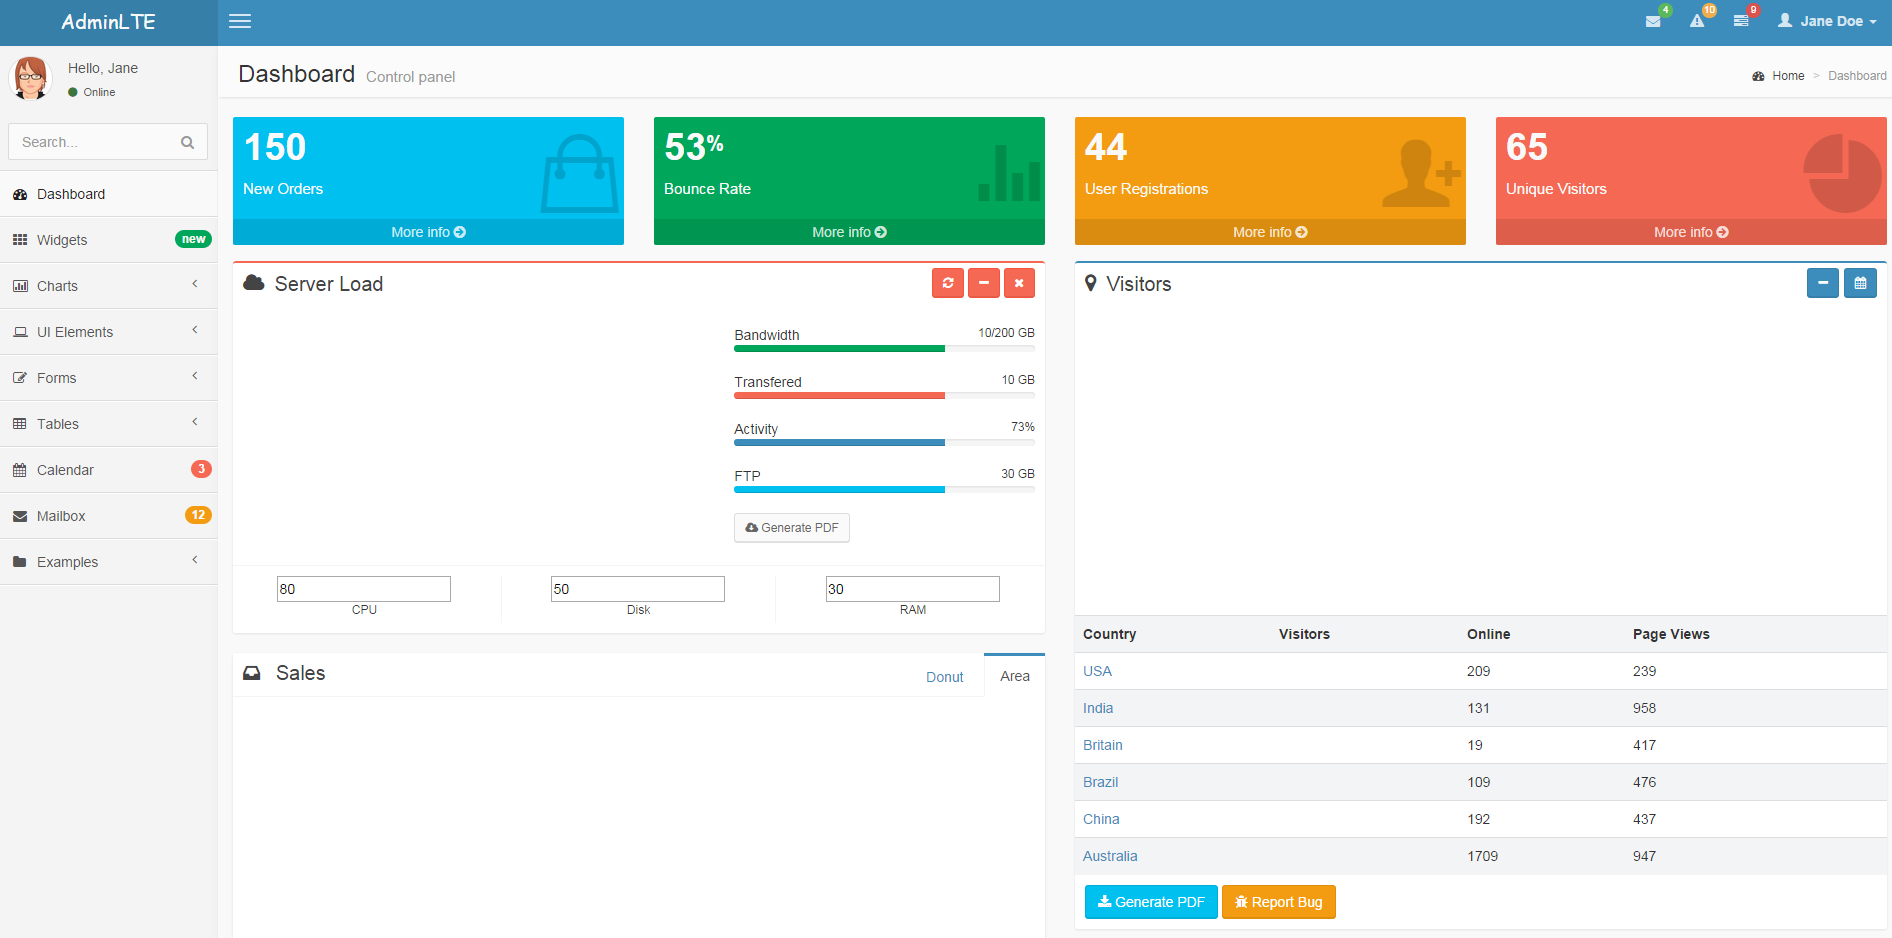 AdminLTE
4
10
9
Jane Doe
Hello, Jane
Online
Search...
Dashboard
Widgets new
Charts
UI Elements
Forms
Tables
Calendar 3
Mailbox 12
Examples
Dashboard Control panel
Home > Dashboard
150
New Orders
More info
53%
Bounce Rate
More info
44
User Registrations
More info
65
Unique Visitors
More info
Server Load
Bandwidth 10/200 GB
Transfered 10 GB
Activity 73%
FTP 30 GB
Generate PDF
80
CPU
50
Disk
30
RAM
Sales
Donut
Area
Visitors
Country Visitors Online Page Views
USA 209 239
India 131 958
Britain 19 417
Brazil 109 476
China 192 437
Australia 1709 947
Generate PDF
Report Bug